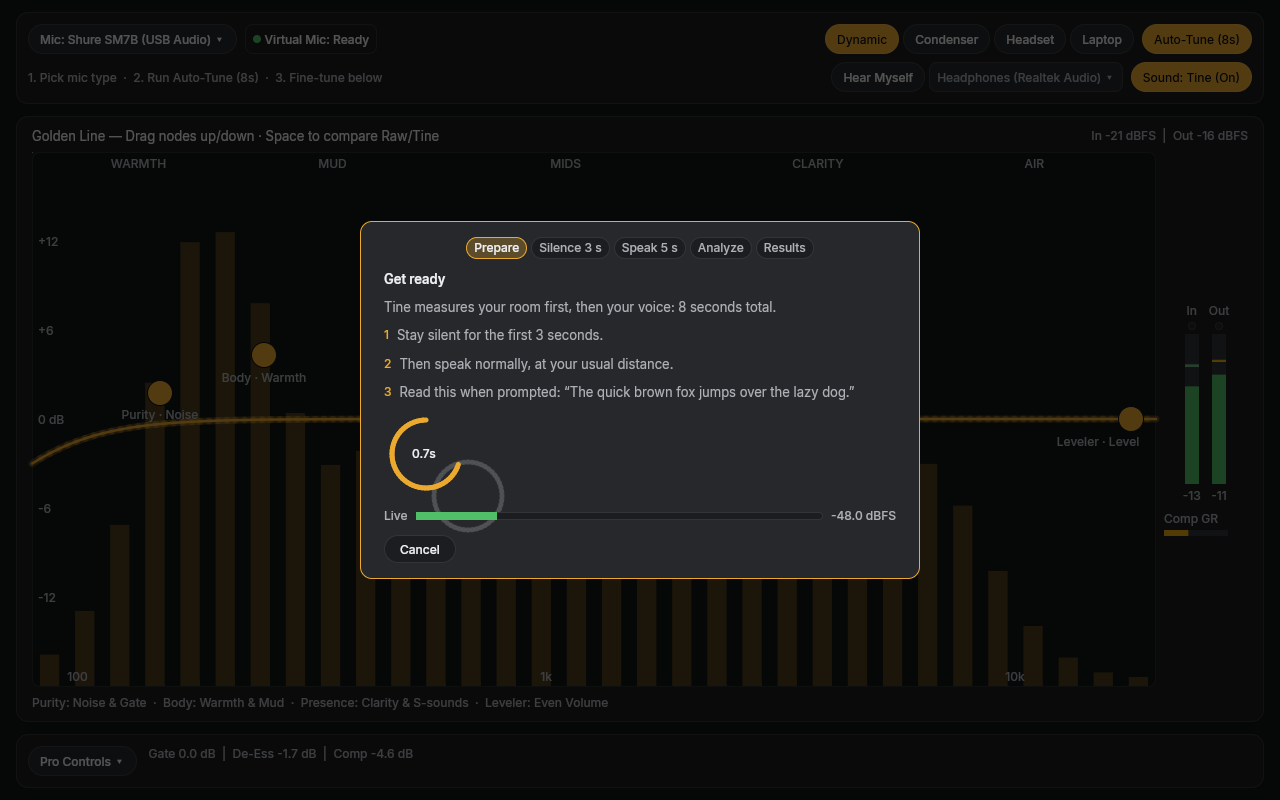 Mic: Shure SM7B (USB Audio) ▾
Virtual Mic: Ready
Dynamic
Condenser
Headset
Laptop
Auto-Tune (8s)
1. Pick mic type · 2. Run Auto-Tune (8s) · 3. Fine-tune below
Hear Myself
Headphones (Realtek Audio) ▾
Sound: Tine (On)
Golden Line — Drag nodes up/down · Space to compare Raw/Tine
In -21 dBFS | Out -16 dBFS
WARMTH
MUD
MIDS
CLARITY
AIR
+12
+6
0 dB
-6
-12
Purity · Noise
Body · Warmth
Leveler · Level
Prepare
Silence 3 s
Speak 5 s
Analyze
Results
Get ready
Tine measures your room first, then your voice: 8 seconds total.
1 Stay silent for the first 3 seconds.
2 Then speak normally, at your usual distance.
3 Read this when prompted: “The quick brown fox jumps over the lazy dog.”
0.7s
Live
-48.0 dBFS
Cancel
In Out
-13 -11
Comp GR
100
1k
10k
Purity: Noise & Gate · Body: Warmth & Mud · Presence: Clarity & S-sounds · Leveler: Even Volume
Pro Controls ▾
Gate 0.0 dB | De-Ess -1.7 dB | Comp -4.6 dB